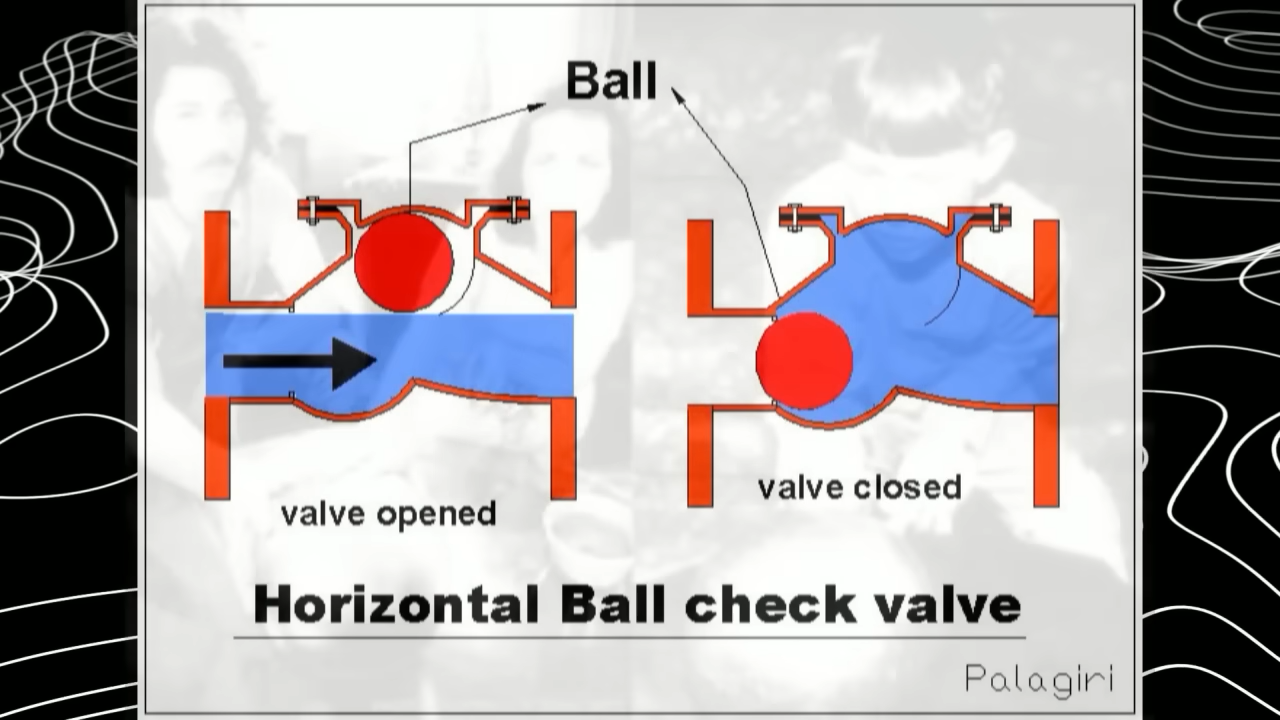 Ball
valve opened
valve closed
Horizontal Ball check valve
Palagiri